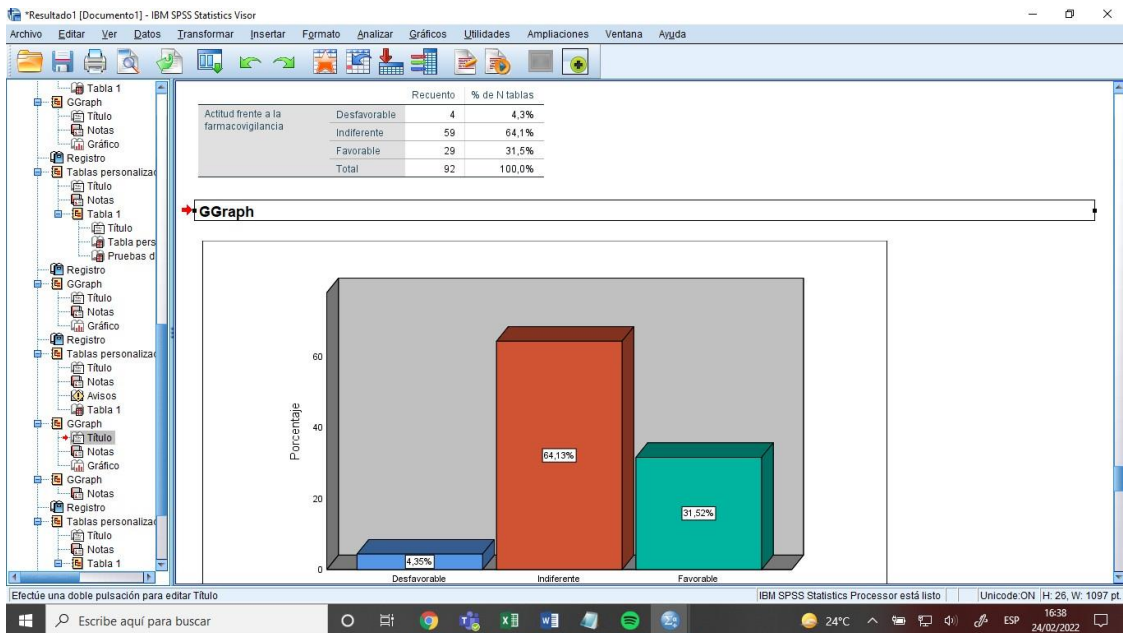 *Resultado1 [Documento1] - IBM SPSS Statistics Visor
Archivo Editar Ver Datos Transformar Insertar Formato Analizar Gráficos Utilidades Ampliaciones Ventana Ayuda
Tabla 1
GGraph
Título
Notas
Gráfico
Registro
Tablas personalizad
Título
Notas
Tabla 1
Título
Tabla pers
Pruebas d
Registro
GGraph
Título
Notas
Gráfico
Registro
Tablas personalizad
Título
Notas
Avisos
Tabla 1
GGraph
Título
Notas
Gráfico
GGraph
Notas
Registro
Tablas personalizad
Título
Notas
Tabla 1
Recuento % de N tablas
Actitud frente a la farmacovigilancia Desfavorable 4 4,3%
Indiferente 59 64,1%
Favorable 29 31,5%
Total 92 100,0%
GGraph
Porcentaje
60
40
20
0
4,35%
64,13%
31,52%
Desfavorable Indiferente Favorable
Efectúe una doble pulsación para editar Título IBM SPSS Statistics Processor está listo Unicode:ON H: 26, W: 1097 pt.
Escribe aquí para buscar 24°C ESP 16:38
24/02/2022